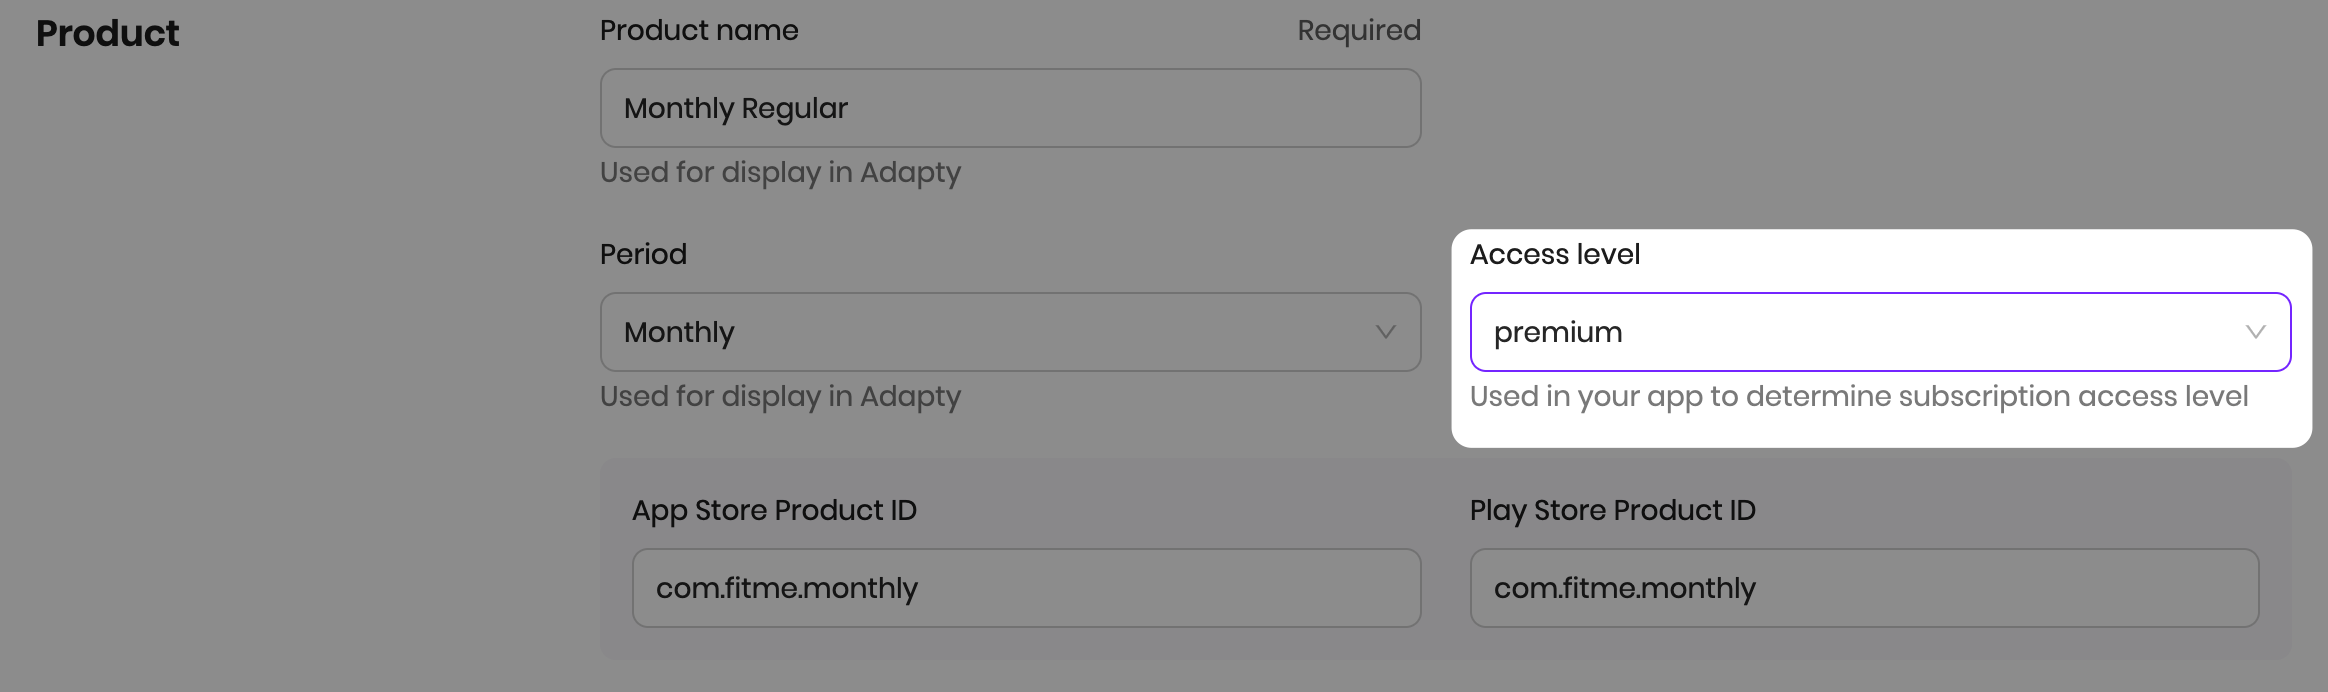 Product
Product name
Required
Monthly Regular
Used for display in Adapty
Period
Access level
Monthly
premium
Used for display in Adapty
Used in your app to determine subscription access level
App Store Product ID
Play Store Product ID
com.fitme.monthly
com.fitme.monthly